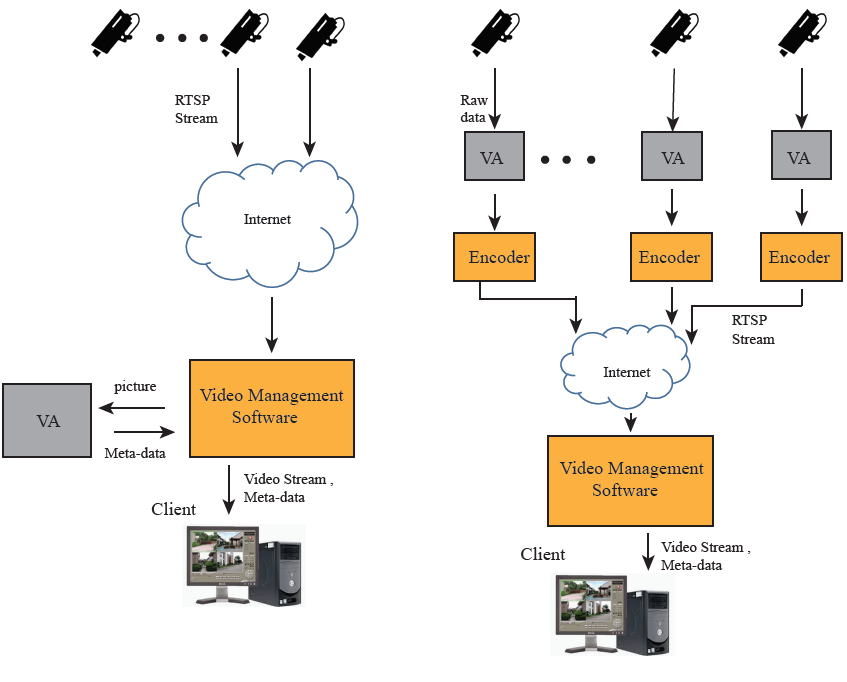 RTSP
Stream
Internet
picture
VA
Meta-data
Video Management
Software
Video Stream ,
Meta-data
Client
Raw
data
VA
VA
VA
Encoder
Encoder
Encoder
RTSP
Stream
Internet
Video Management
Software
Video Stream ,
Meta-data
Client